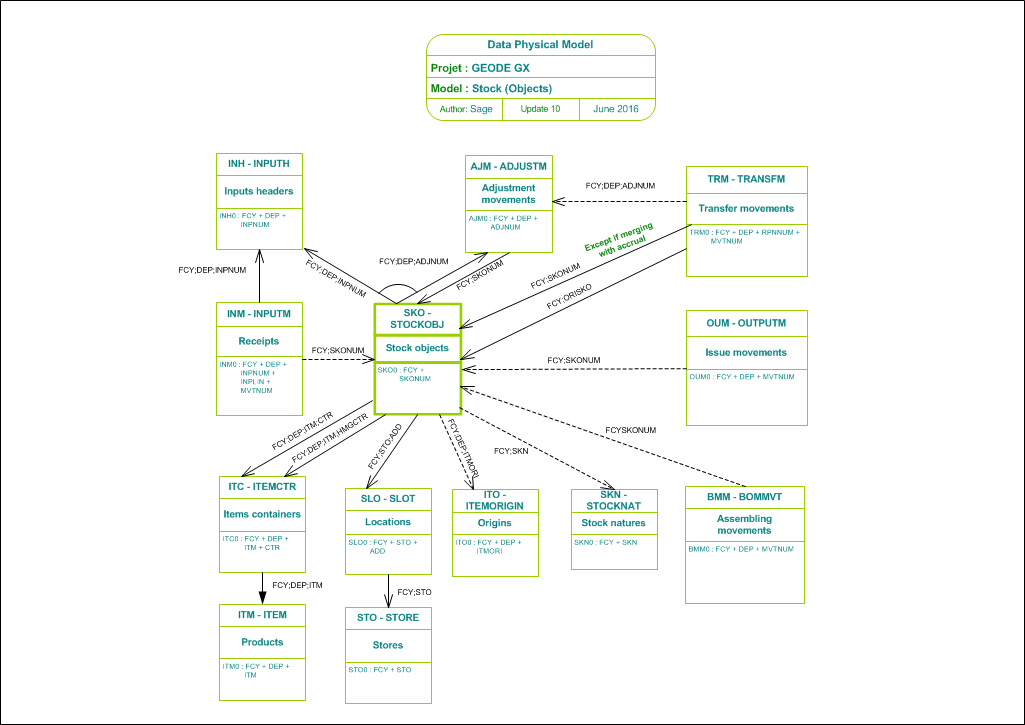 Data Physical Model
Projet : GEODE GX
Model : Stock (Objects)
Author: Sage
Update 10
June 2016
INH - INPUTH
Inputs headers
INH0 : FCY + DEP +
INPNUM
AJM - ADJUSTM
Adjustment
movements
AJM0 : FCY + DEP +
ADJNUM
FCY;DEP;ADJNUM
TRM - TRANSFM
Transfer movements
TRM0 : FCY + DEP + RPNNUM +
MVTNUM
Except if merging
with accrual
FCY;DEP;INPNUM
FCY;DEP;INPNUM
FCY;DEP;ADJNUM
FCY;SKONUM
FCY;SKONUM
FCY;ORISKO
INM - INPUTM
Receipts
INM0 : FCY + DEP +
INPNUM +
INPLIN +
MVTNUM
FCY;SKONUM
SKO -
STOCKOBJ
Stock objects
SKO0 : FCY +
SKONUM
FCY;SKONUM
OUM - OUTPUTM
Issue movements
OUM0 : FCY + DEP + MVTNUM
FCY;DEP;ITM;CTR
FCY;DEP;ITM;HMGCTR
FCY;STO;ADD
FCY;DEP;ITMORI
FCY;SKN
FCYSKONUM
ITC - ITEMCTR
Items containers
ITC0 : FCY + DEP +
ITM + CTR
SLO - SLOT
Locations
SLO0 : FCY + STO +
ADD
ITO -
ITEMORIGIN
Origins
ITO0 : FCY + DEP +
ITMORI
SKN -
STOCKNAT
Stock natures
SKN0 : FCY + SKN
BMM - BOMMVT
Assembling
movements
BMM0 : FCY + DEP + MVTNUM
FCY;DEP;ITM
FCY;STO
ITM - ITEM
Products
ITM0 : FCY + DEP +
ITM
STO - STORE
Stores
STO0 : FCY + STO